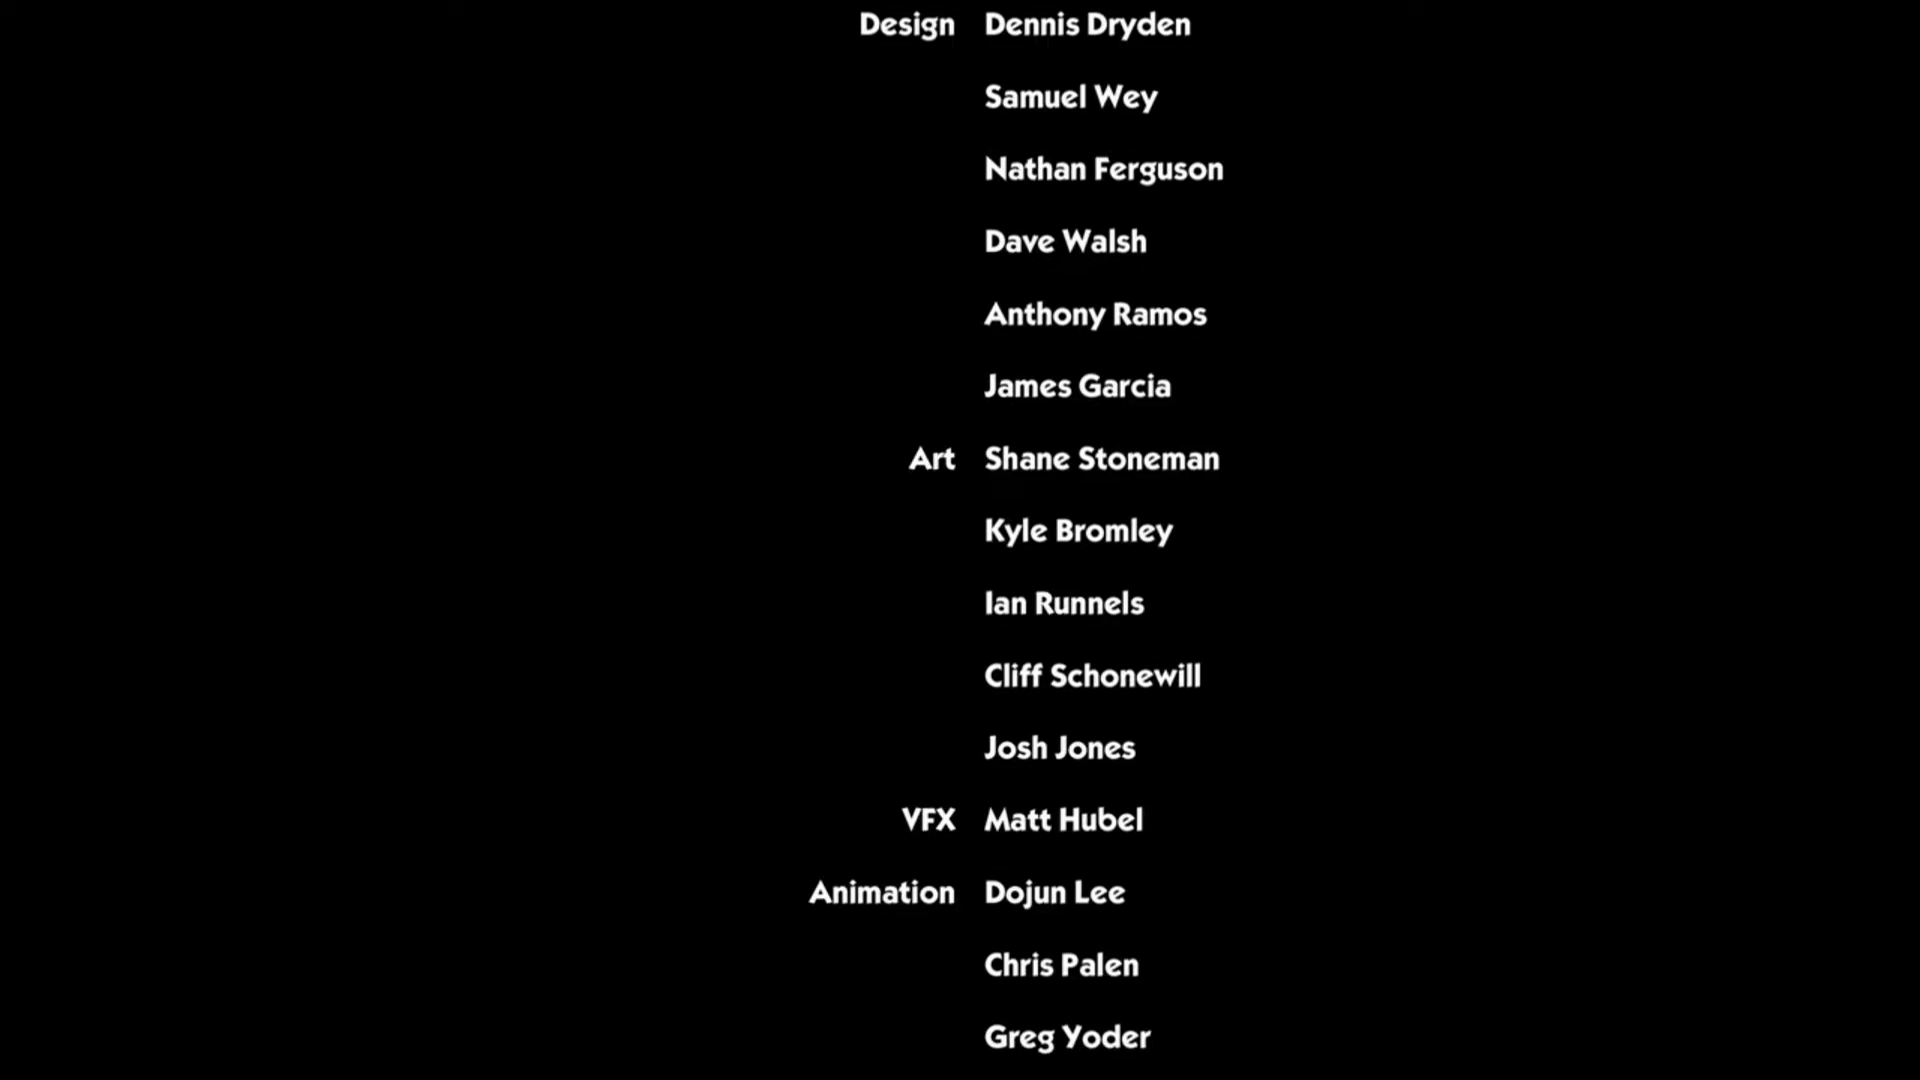 Design Dennis Dryden
Samuel Wey
Nathan Ferguson
Dave Walsh
Anthony Ramos
James Garcia
Art Shane Stoneman
Kyle Bromley
Ian Runnels
Cliff Schonewill
Josh Jones
VFX Matt Hubel
Animation Dojun Lee
Chris Palen
Greg Yoder